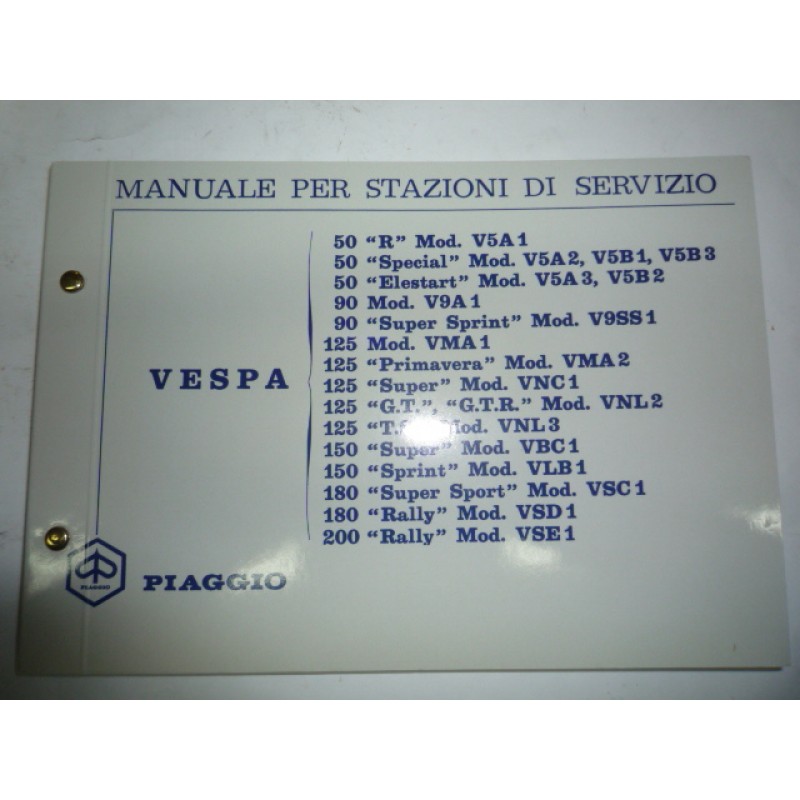 MANUALE PER STAZIONI DI SERVIZIO
VESPA
50 "R" Mod. V5A1
50 "Special" Mod. V5A2, V5B1, V5B3
50 "Elestart" Mod. V5A3, V5B2
90 Mod. V9A1
90 "Super Sprint" Mod. V9SS1
125 Mod. VMA1
125 "Primavera" Mod. VMA2
125 "Super" Mod. VNC1
125 "G.T.", "G.T.R." Mod. VNL2
125 Mod. VNL3
150 "Super" Mod. VBC1
150 "Sprint" Mod. VLB1
180 "Super Sport" Mod. VSC1
180 "Rally" Mod. VSD1
200 "Rally" Mod. VSE1
PIAGGIO
PIAGGIO